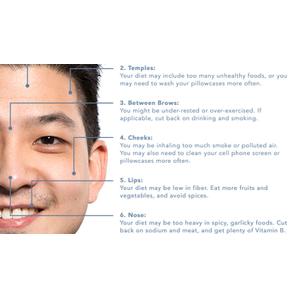 2. Temples:
Your diet may include too many unhealthy foods, or you
may need to wash your pillowcases more often.
3. Between Brows:
You might be under-rested or over-exercised. If
applicable, cut back on drinking and smoking.
4. Cheeks:
You may be inhaling too much smoke or polluted air.
You may also need to clean your cell phone screen or
pillowcases more often.
5. Lips:
Your diet may be low in fiber. Eat more fruits and
vegetables, and avoid spices.
6. Nose:
Your diet may be too heavy in spicy, garlicky foods. Cut
back on sodium and meat, and get plenty of Vitamin B.